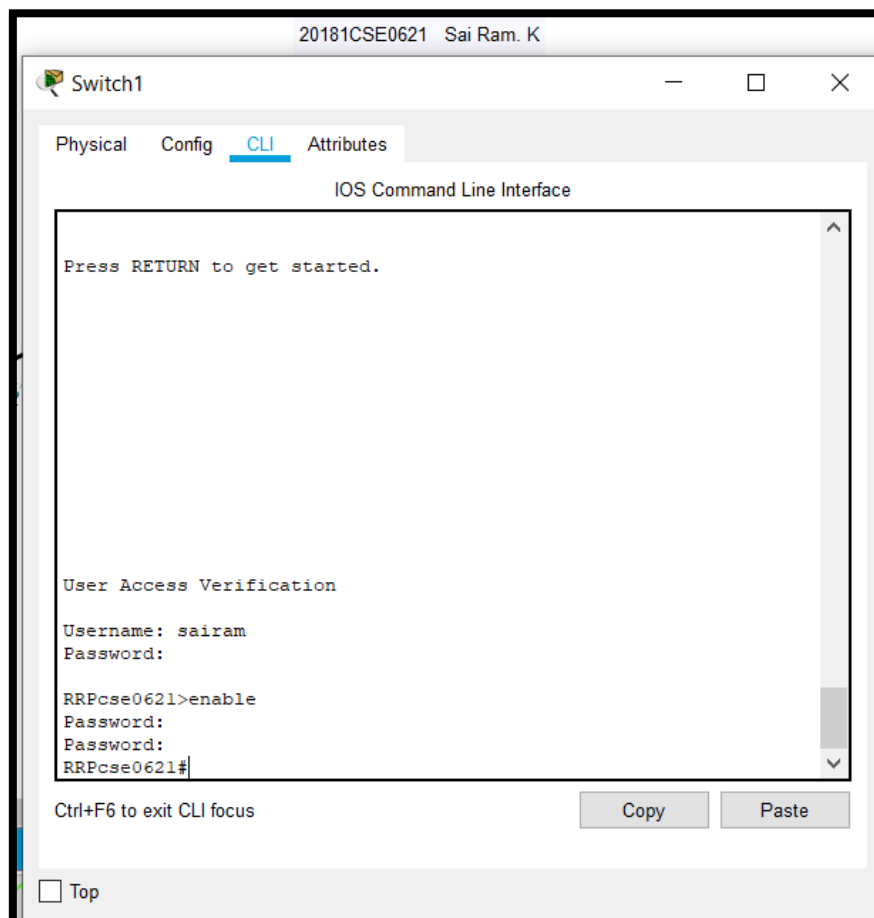 20181CSE0621 Sai Ram. K
Switch1
Physical Config CLI Attributes
IOS Command Line Interface
Press RETURN to get started.
User Access Verification
Username: sairam
Password:
RRPcse0621>enable
Password:
Password:
RRPcse0621#
Ctrl+F6 to exit CLI focus
Copy Paste
Top